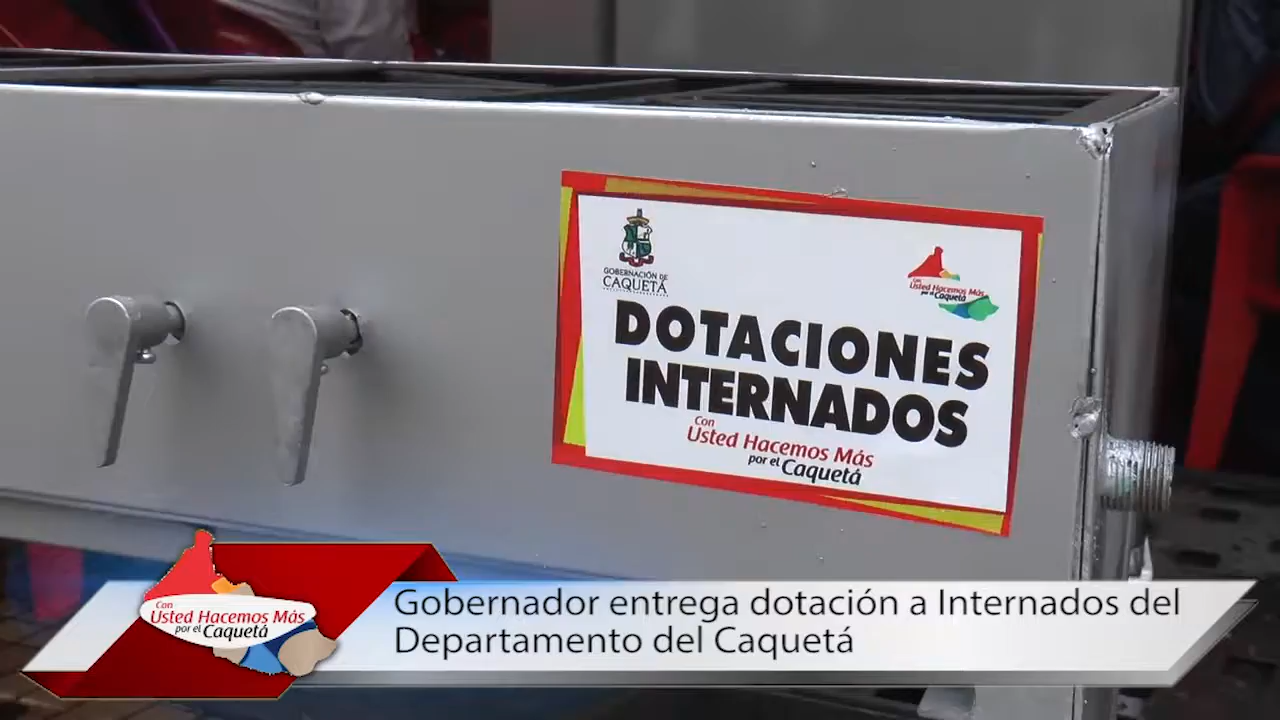 GOBERNACIÓN DE
CAQUETÁ
Con
Usted Hacemos Más
por el Caquetá
DOTACIONES
INTERNADOS
Con
Usted Hacemos Más
por el Caquetá
Con
Usted Hacemos Más
por el Caquetá
Gobernador entrega dotación a Internados del
Departamento del Caquetá